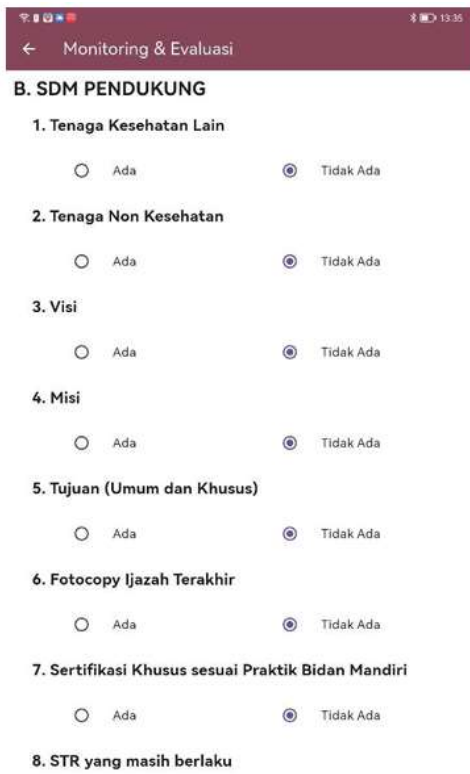 13:35
Monitoring & Evaluasi
B. SDM PENDUKUNG
1. Tenaga Kesehatan Lain
Ada Tidak Ada
2. Tenaga Non Kesehatan
Ada Tidak Ada
3. Visi
Ada Tidak Ada
4. Misi
Ada Tidak Ada
5. Tujuan (Umum dan Khusus)
Ada Tidak Ada
6. Fotocopy Ijazah Terakhir
Ada Tidak Ada
7. Sertifikasi Khusus sesuai Praktik Bidan Mandiri
Ada Tidak Ada
8. STR yang masih berlaku